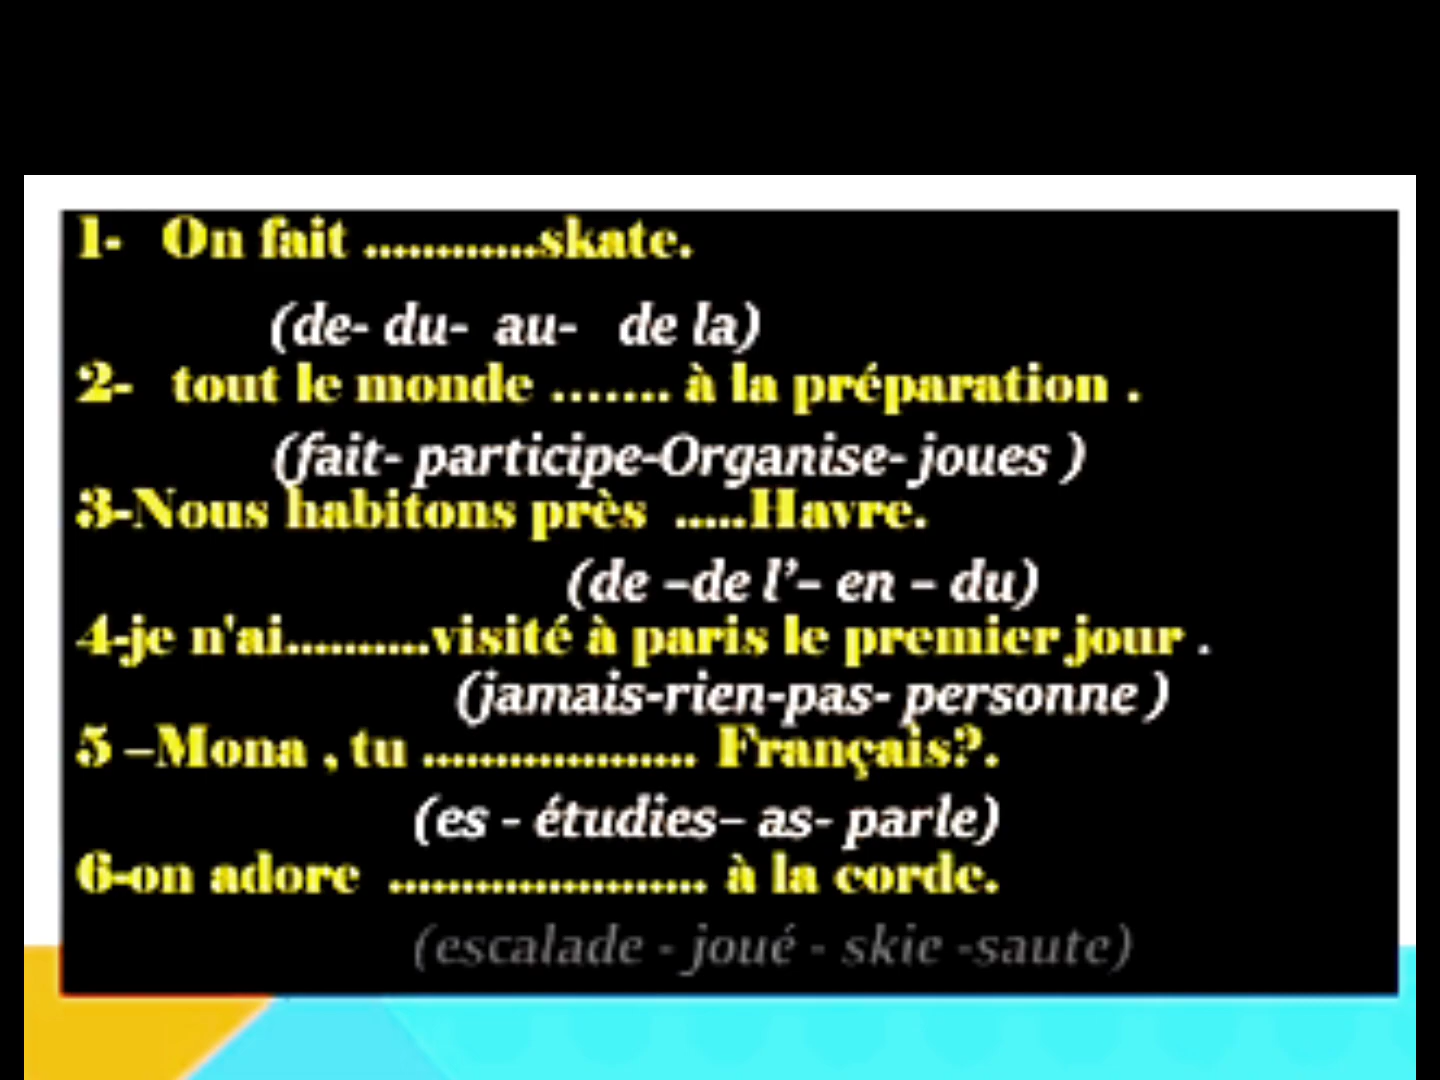 1- On fait ............skate.
(de- du- au- de la)
2- tout le monde ....... à la préparation .
(fait- participe-Organise- joues )
3-Nous habitons près .....Havre.
(de –de l’– en – du)
4-je n'ai..........visité à paris le premier jour .
(jamais-rien-pas- personne )
5 –Mona , tu ................... Français?.
(es - étudies– as- parle)
6-on adore ...................... à la corde.
(escalade - joué - skie -saute)